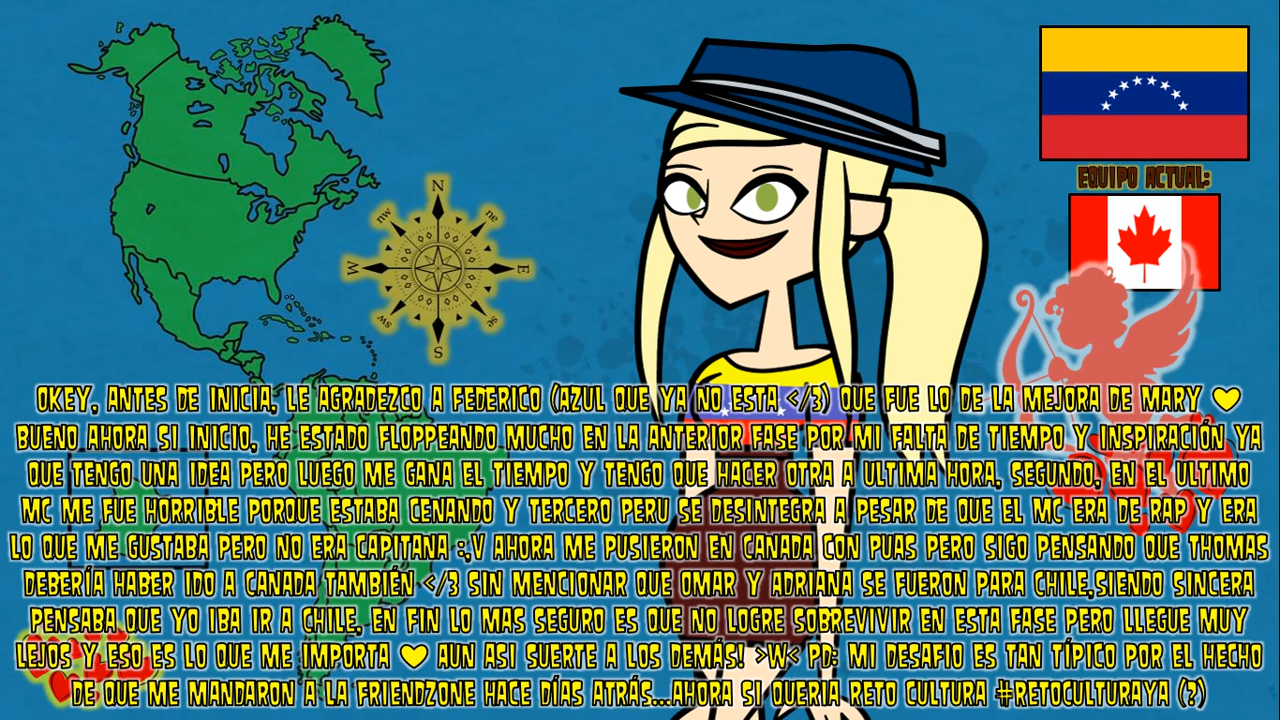 N
nw
ne
W
E
sw
se
S
EQUIPO ACTUAL:
OKEY, ANTES DE INICIA, LE AGRADEZCO A FEDERICO (AZUL QUE YA NO ESTA </3) QUE FUE LO DE LA MEJORA DE MARY ♥
BUENO AHORA SI INICIO, HE ESTADO FLOPPEANDO MUCHO EN LA ANTERIOR FASE POR MI FALTA DE TIEMPO Y INSPIRACIÓN YA
QUE TENGO UNA IDEA PERO LUEGO ME GANA EL TIEMPO Y TENGO QUE HACER OTRA A ULTIMA HORA, SEGUNDO, EN EL ULTIMO
MC ME FUE HORRIBLE PORQUE ESTABA CENANDO Y TERCERO PERU SE DESINTEGRA A PESAR DE QUE EL MC ERA DE RAP Y ERA
LO QUE ME GUSTABA PERO NO ERA CAPITANA :,V AHORA ME PUSIERON EN CANADA CON PUAS PERO SIGO PENSANDO QUE THOMAS
DEBERÍA HABER IDO A CANADA TAMBIÉN </3 SIN MENCIONAR QUE OMAR Y ADRIANA SE FUERON PARA CHILE,SIENDO SINCERA
PENSABA QUE YO IBA IR A CHILE, EN FIN LO MAS SEGURO ES QUE NO LOGRE SOBREVIVIR EN ESTA FASE PERO LLEGUE MUY
LEJOS Y ESO ES LO QUE ME IMPORTA ♥ AUN ASI SUERTE A LOS DEMÁS! >W< PD: MI DESAFIO ES TAN TÍPICO POR EL HECHO
DE QUE ME MANDARON A LA FRIENDZONE HACE DÍAS ATRÁS...AHORA SI QUERIA RETO CULTURA #RETOCULTURAYA (?)